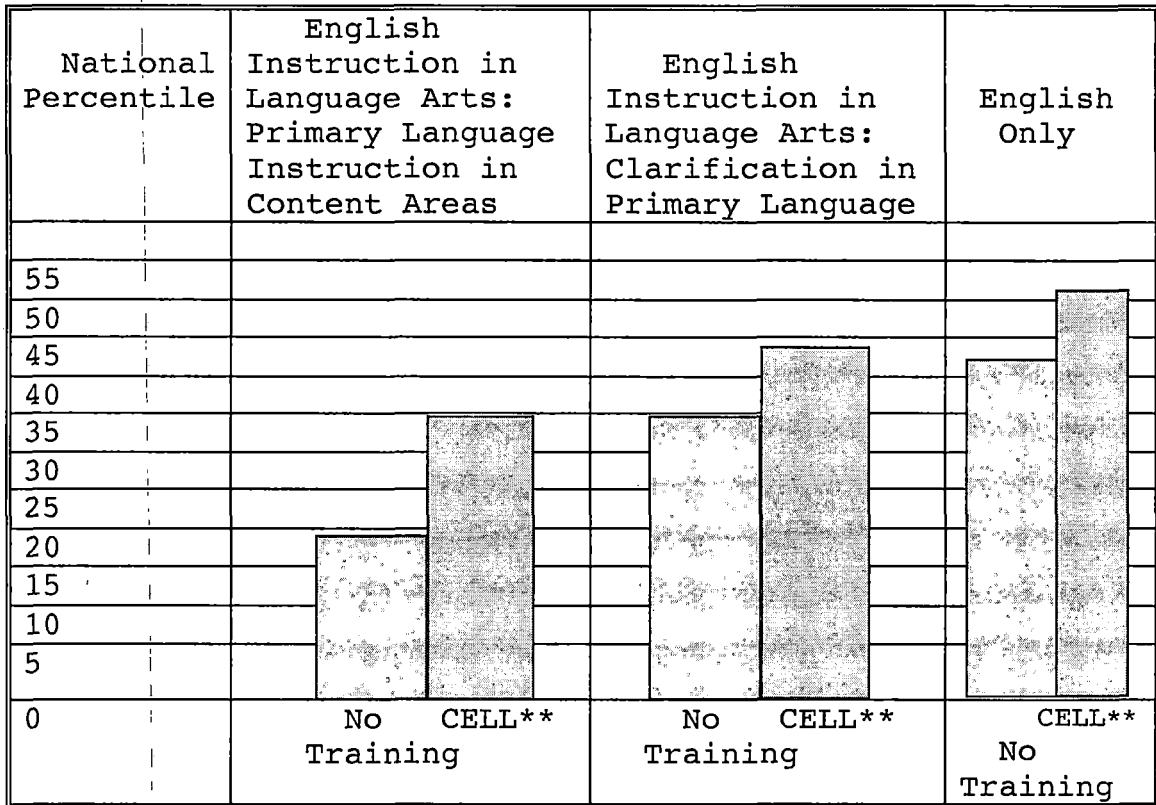 National
Percentile
English
Instruction in
Language Arts:
Primary Language
Instruction in
Content Areas
English
Instruction in
Language Arts:
Clarification in
Primary Language
English
Only
55
50
45
40
35
30
25
20
15
10
5
0
No CELL**
Training
No CELL**
Training
CELL**
No
Training